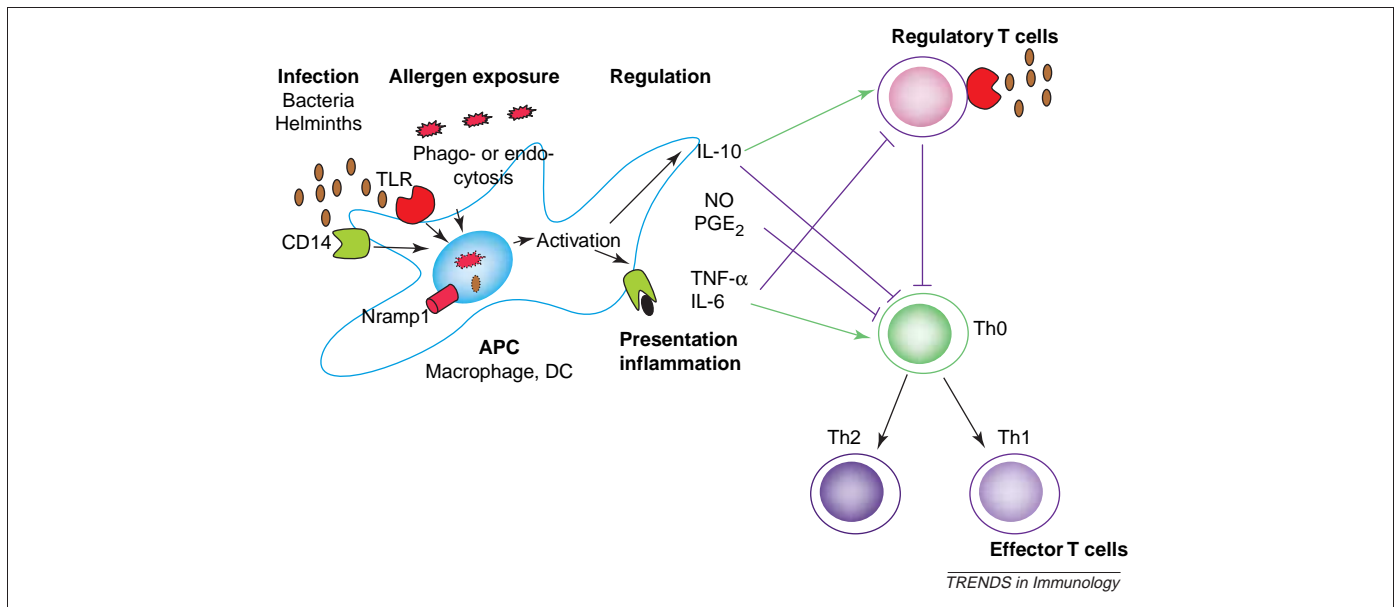 Infection
Bacteria
Helminths
Allergen exposure
Phago- or endo-
cytosis
Regulation
Regulatory T cells
TLR
CD14
Nramp1
Activation
APC
Macrophage, DC
Presentation
inflammation
IL-10
NO
PGE₂
TNF-α
IL-6
Th0
Th2
Th1
Effector T cells
TRENDS in Immunology